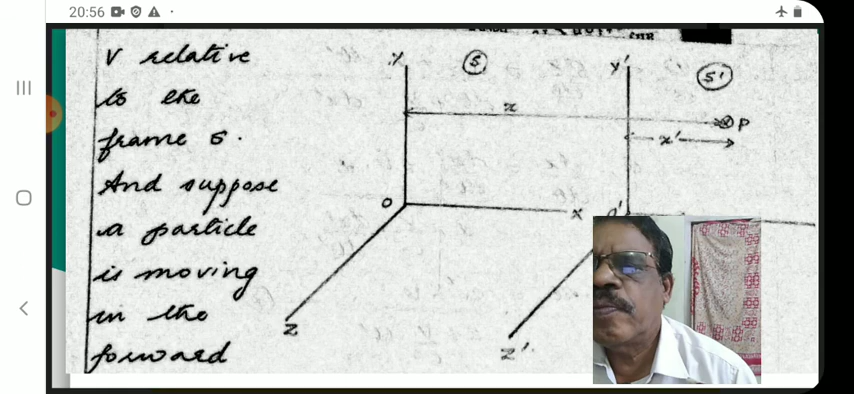 20:56
V relative
to the
frame S.
And suppose
a particle
is moving
in the
forward
Y
S
x
O
X
Z
Y'
S'
P
x'
O'
Z'